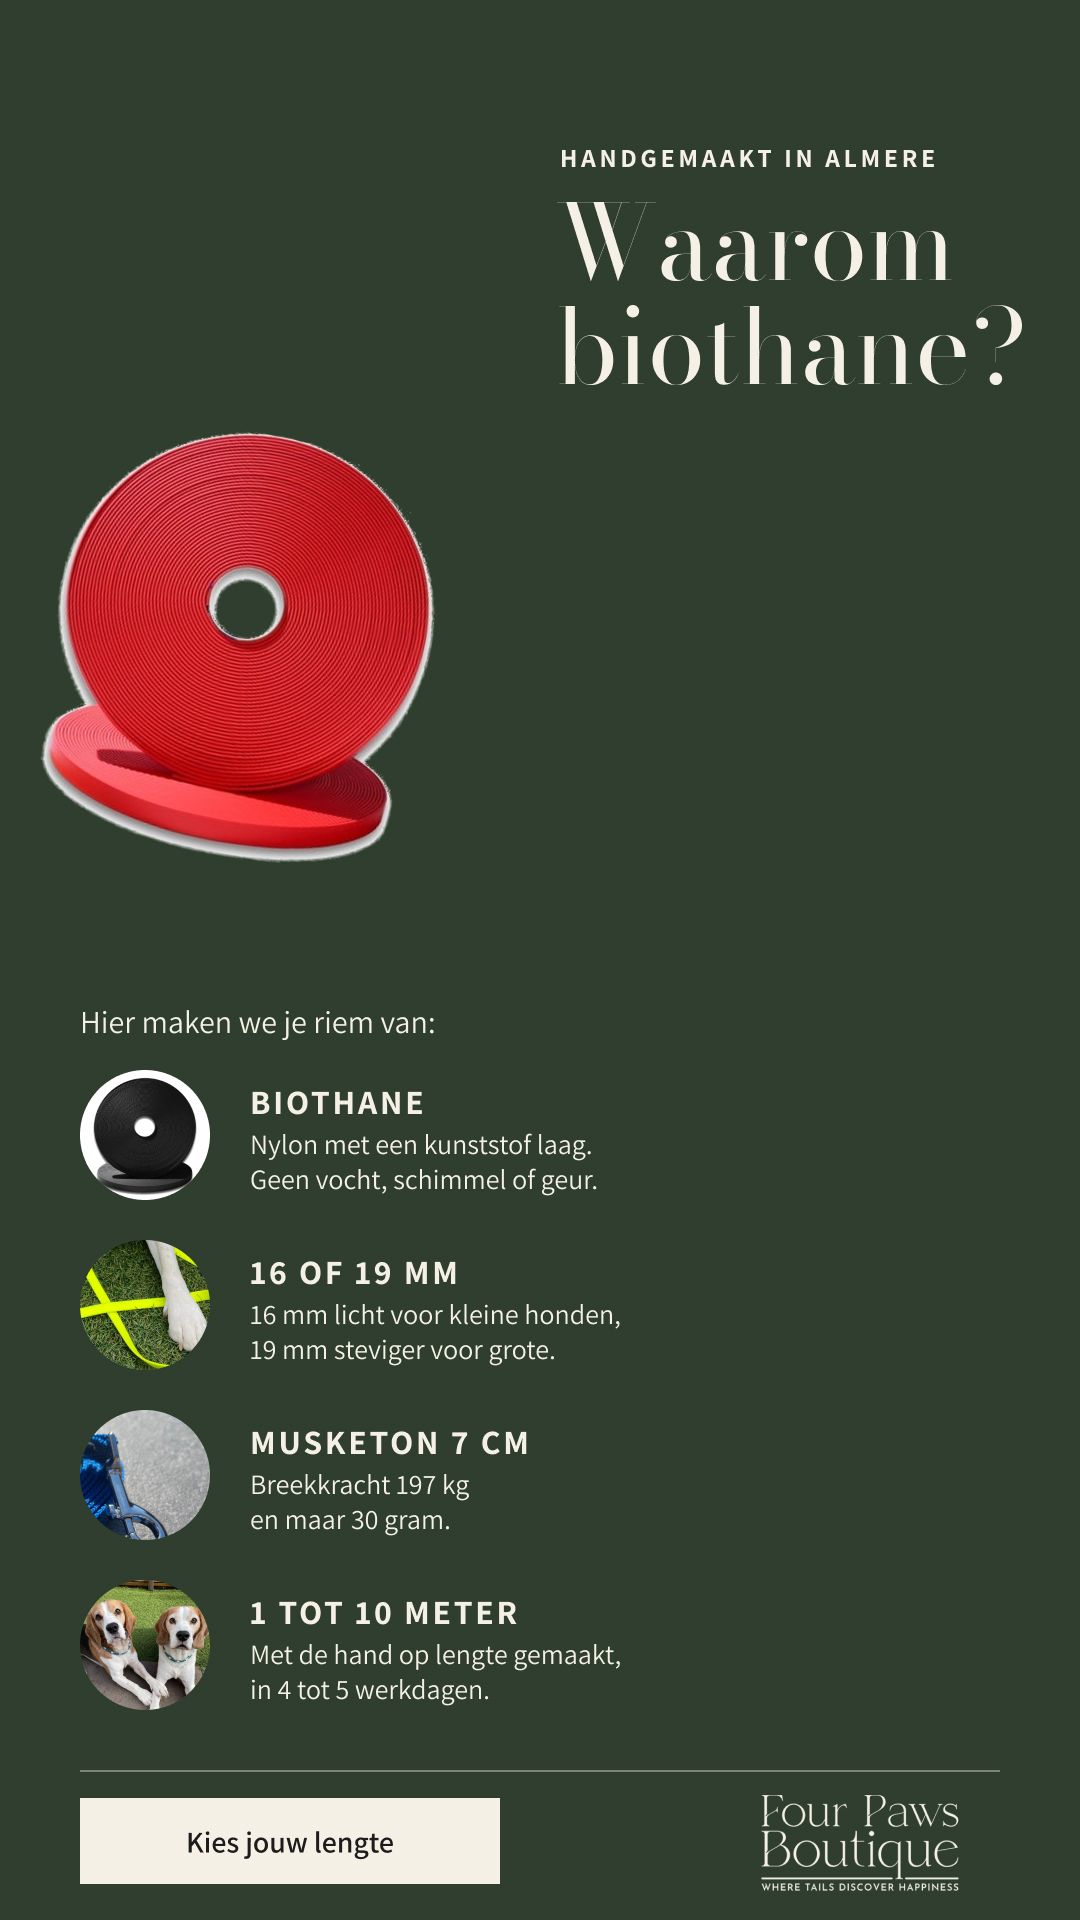 HANDGEMAAKT IN ALMERE
Waarom
biothane?
Hier maken we je riem van:
BIOTHANE
Nylon met een kunststof laag.
Geen vocht, schimmel of geur.
16 OF 19 MM
16 mm licht voor kleine honden,
19 mm steviger voor grote.
MUSKETON 7 CM
Breekkracht 197 kg
en maar 30 gram.
1 TOT 10 METER
Met de hand op lengte gemaakt,
in 4 tot 5 werkdagen.
Kies jouw lengte
Four Paws
Boutique
WHERE TAILS DISCOVER HAPPINESS